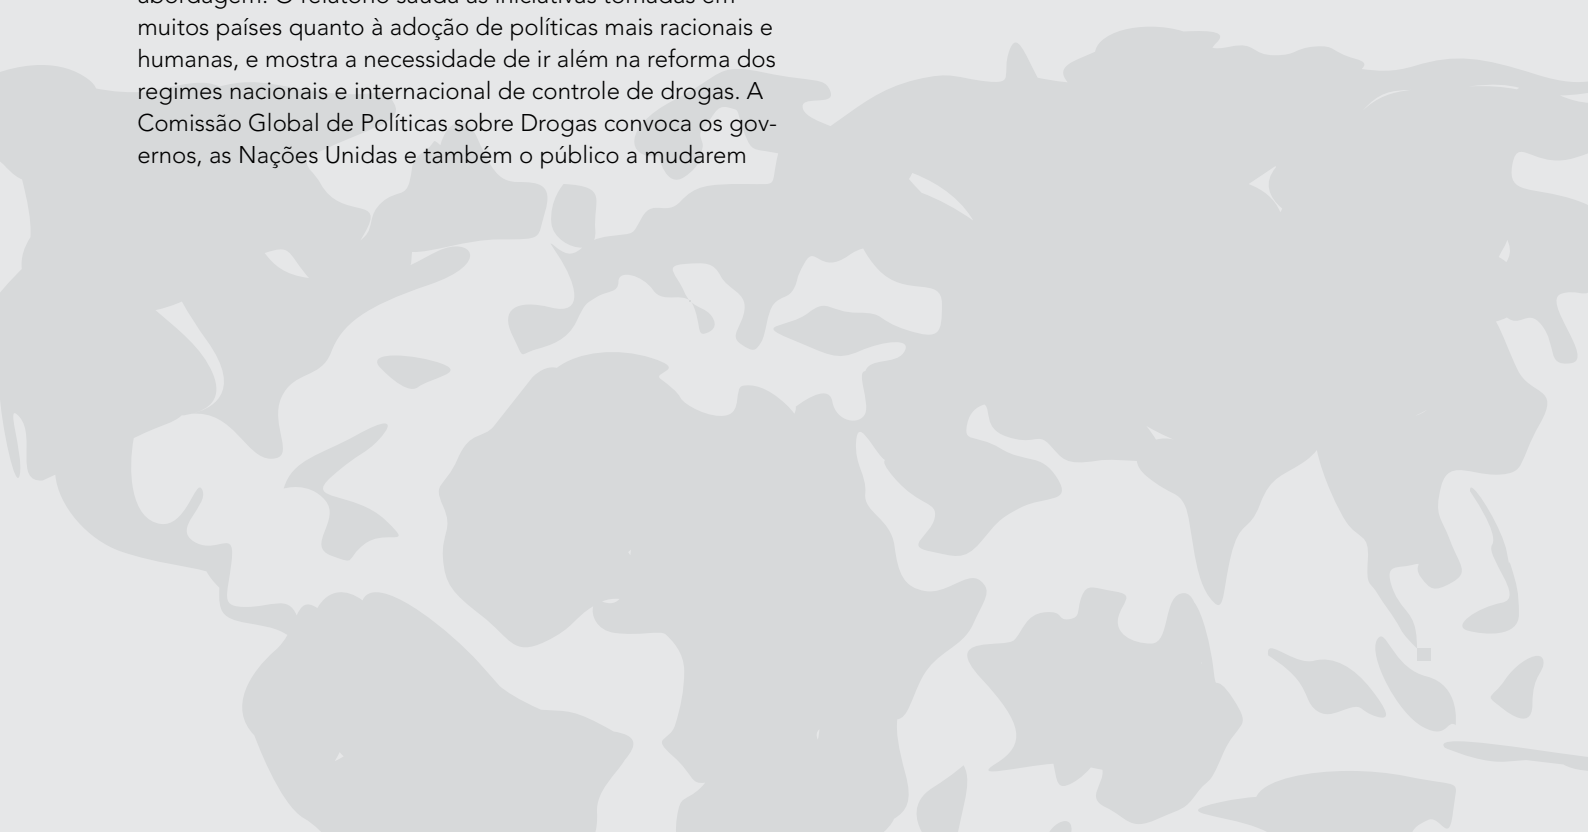 abordagem. O relatório saúda as iniciativas tomadas em
muitos países quanto à adoção de políticas mais racionais e
humanas, e mostra a necessidade de ir além na reforma dos
regimes nacionais e internacional de controle de drogas. A
Comissão Global de Políticas sobre Drogas convoca os gov-
ernos, as Nações Unidas e também o público a mudarem